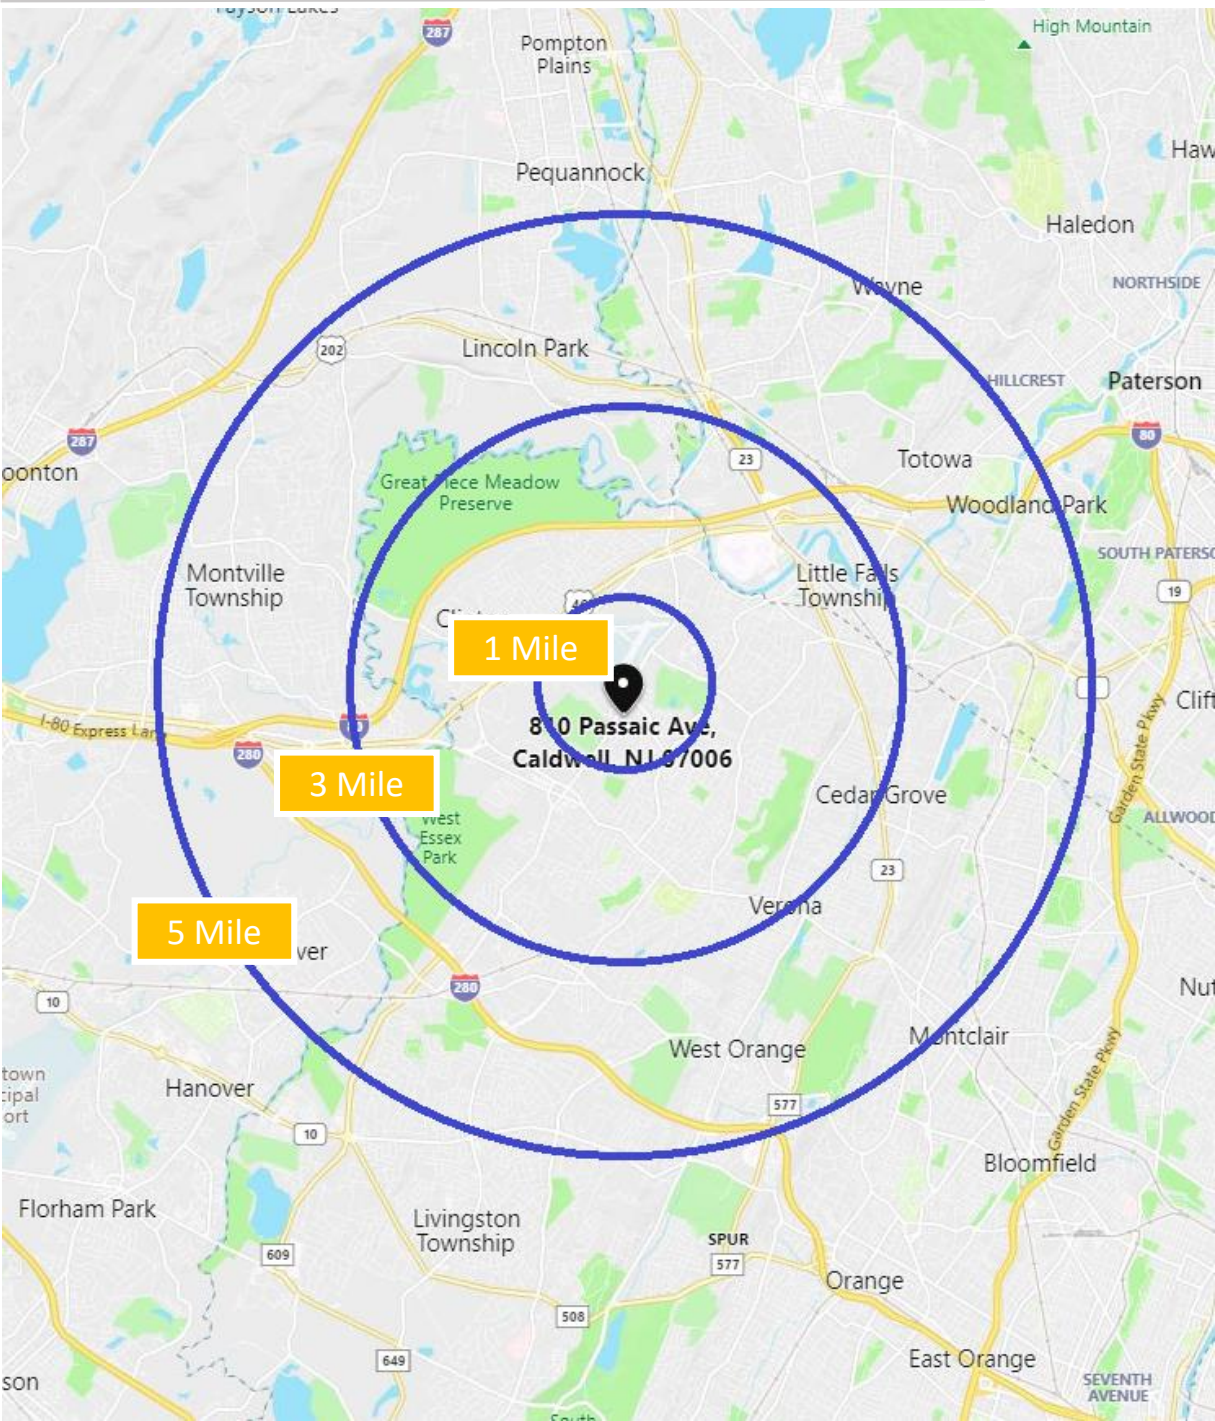 287
High Mountain
Pompton
Plains
Haw
Pequannock
Haledon
NORTHSIDE
Wayne
202
Lincoln Park
HILLCREST
Paterson
287
80
oonton
23
Totowa
Great Piece Meadow
Preserve
Woodland Park
SOUTH PATERSO
Montville
Township
Little Falls
Township
19
46
1 Mile
Clift
810 Passaic Ave,
Caldwell, NJ 07006
I-80 Express Lan
80
280
Garden State Pkwy
3 Mile
Cedar Grove
ALLWOOD
West
Essex
Park
23
Verona
5 Mile
ver
280
10
Nut
Montclair
West Orange
town
cipal
ort
Hanover
577
Garden State Pkwy
10
Bloomfield
Florham Park
Livingston
Township
SPUR
577
609
Orange
508
649
East Orange
son
SEVENTH
AVENUE
South